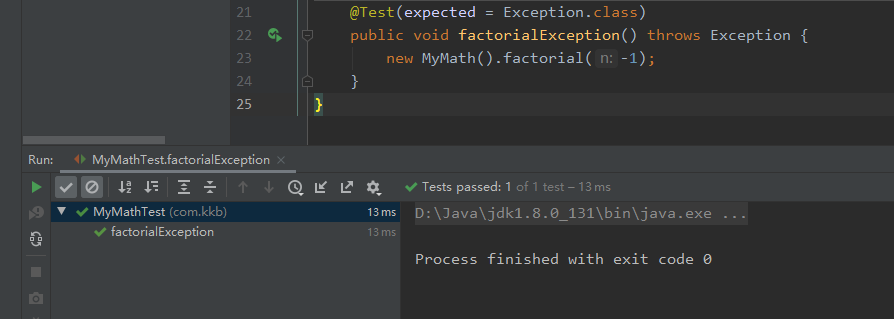 21 @Test(expected = Exception.class)
22 public void factorialException() throws Exception {
23 new MyMath().factorial( n: -1);
24 }
25 }
Run: MyMathTest.factorialException ×
Tests passed: 1 of 1 test – 13 ms
MyMathTest (com.kkb) 13 ms
factorialException 13 ms
D:\Java\jdk1.8.0_131\bin\java.exe ...
Process finished with exit code 0